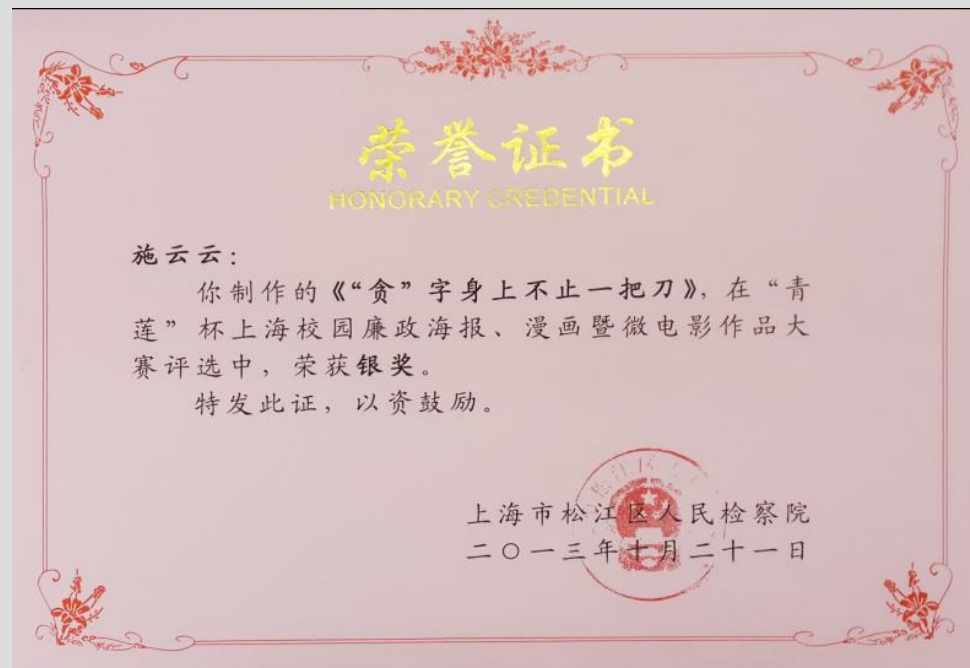 荣誉证书
HONORARY CREDENTIAL
施云云：
你制作的《“贪”字身上不止一把刀》，在“青
莲”杯上海校园廉政海报、漫画暨微电影作品大
赛评选中，荣获银奖。
特发此证，以资鼓励。
上海市松江区人民检察院
二○一三年十月二十一日